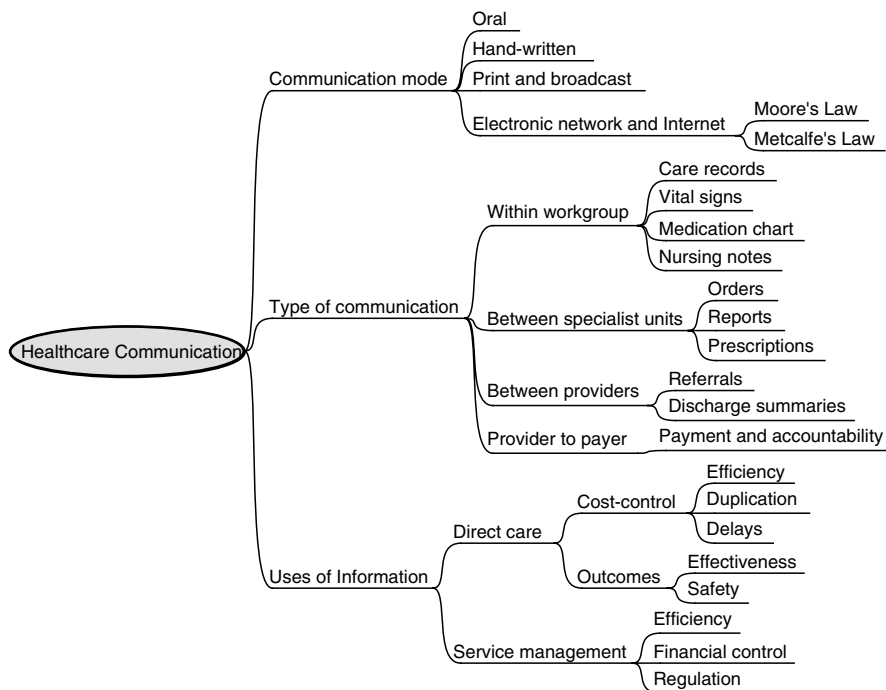 Healthcare Communication
Communication mode
Oral
Hand-written
Print and broadcast
Electronic network and Internet
Moore's Law
Metcalfe's Law
Type of communication
Within workgroup
Care records
Vital signs
Medication chart
Nursing notes
Between specialist units
Orders
Reports
Prescriptions
Between providers
Referrals
Discharge summaries
Provider to payer
Payment and accountability
Uses of Information
Direct care
Cost-control
Efficiency
Duplication
Delays
Outcomes
Effectiveness
Safety
Service management
Efficiency
Financial control
Regulation